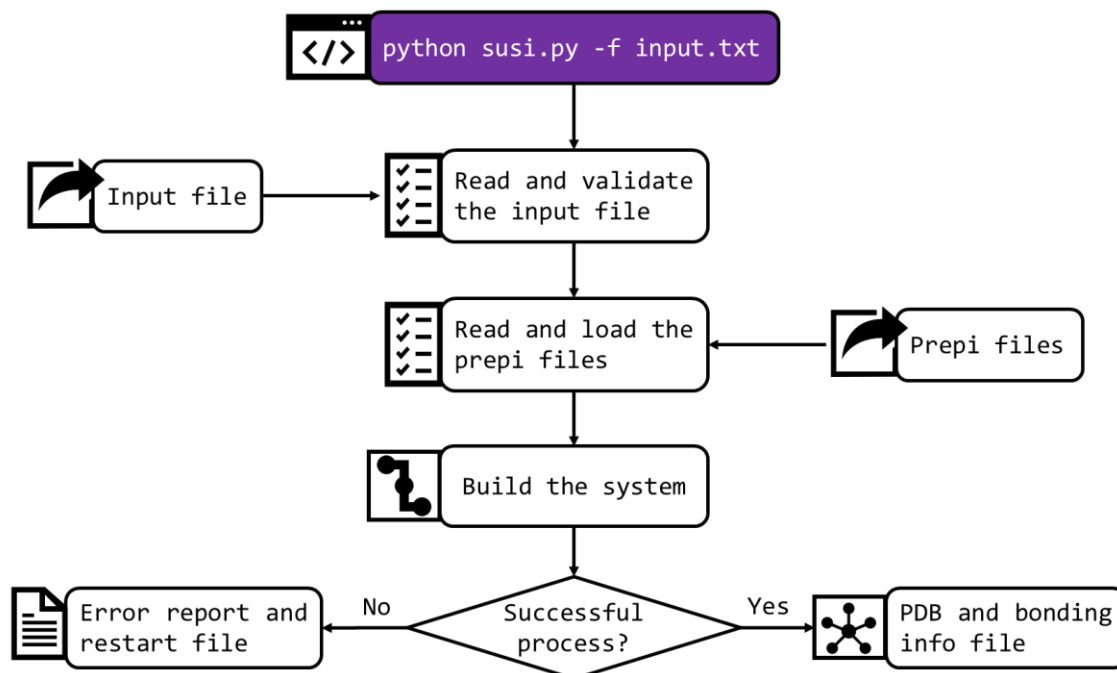 </>
python susi.py -f input.txt
Input file
Read and validate
the input file
Read and load the
prepi files
Prepi files
Build the system
Error report and
restart file
No
Successful
process?
Yes
PDB and bonding
info file